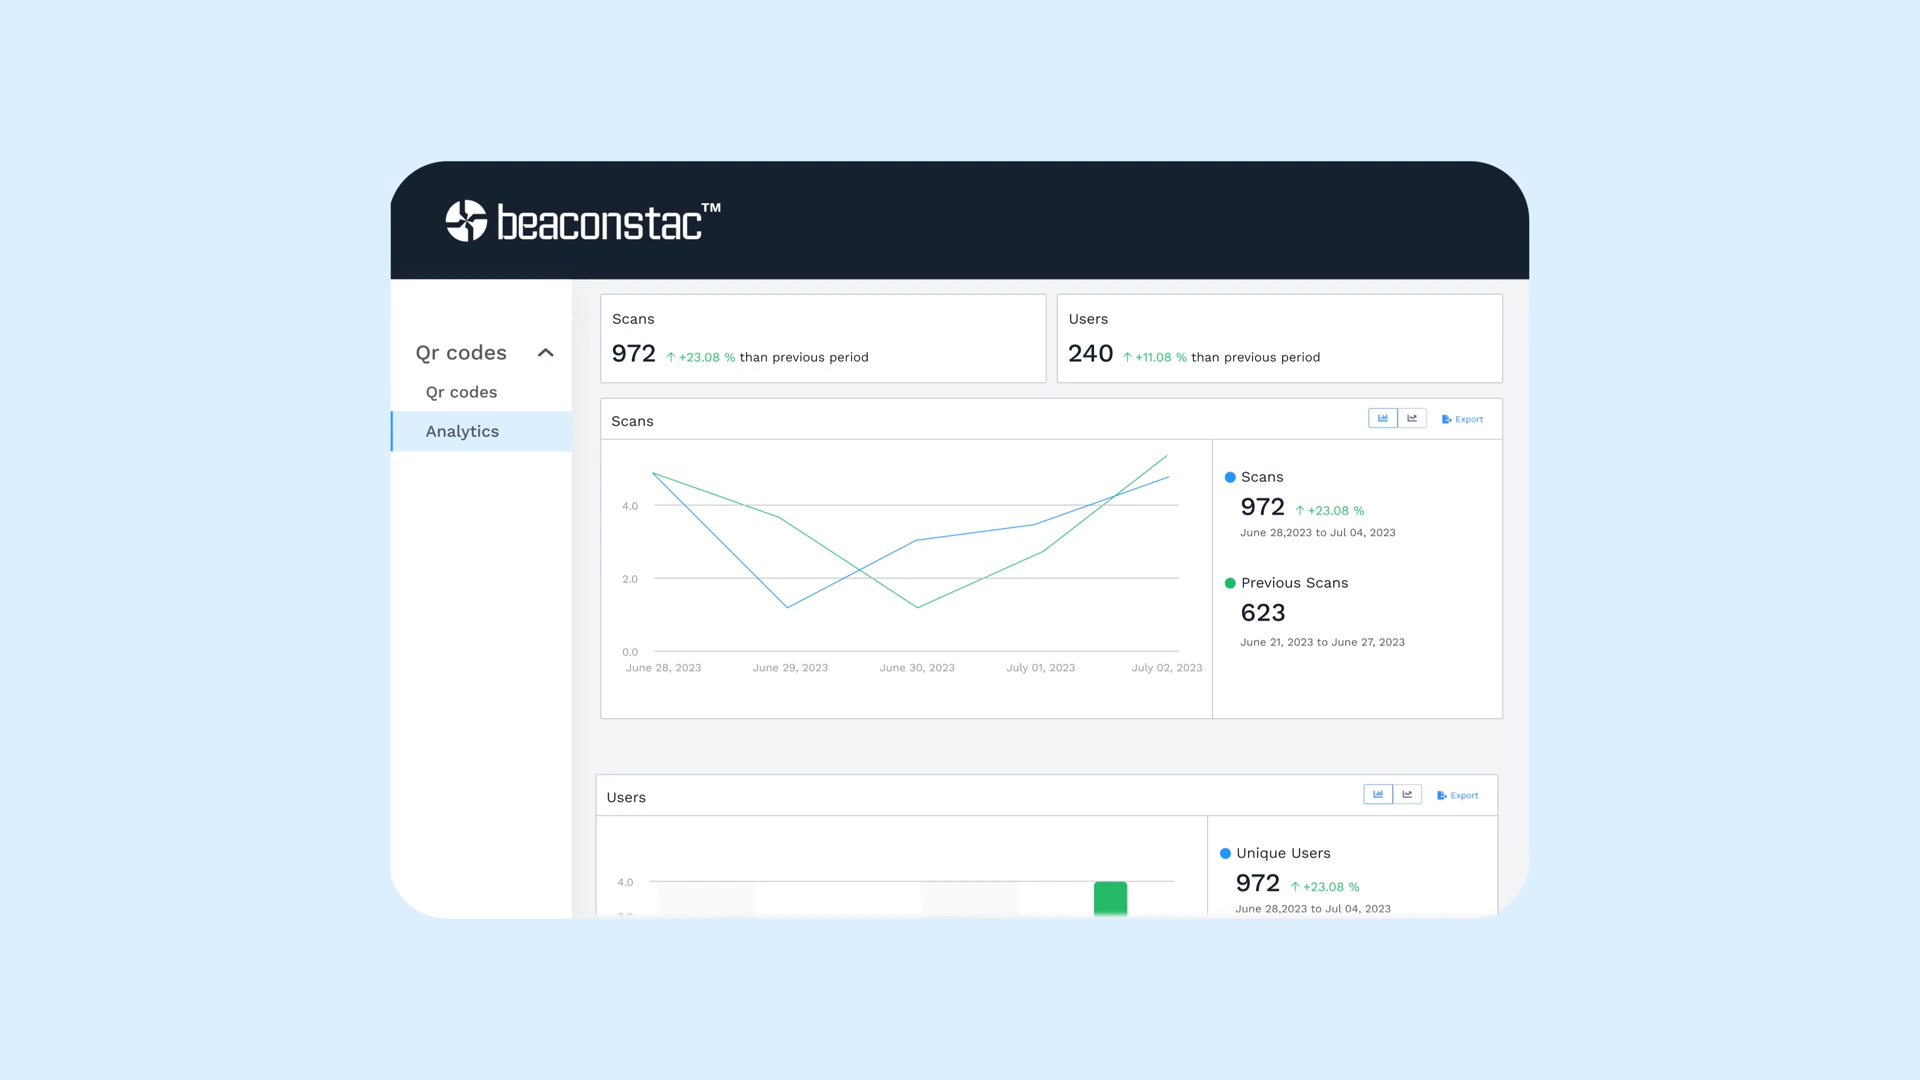 beaconstac™
Qr codes
Qr codes
Analytics
Scans
972 ↑ +23.08 % than previous period
Users
240 ↑ +11.08 % than previous period
Scans
Export
4.0
2.0
0.0
June 28, 2023 June 29, 2023 June 30, 2023 July 01, 2023 July 02, 2023
Scans
972 ↑ +23.08 %
June 28,2023 to Jul 04, 2023
Previous Scans
623
June 21, 2023 to June 27, 2023
Users
Export
4.0
Unique Users
972 ↑ +23.08 %
June 28,2023 to Jul 04, 2023